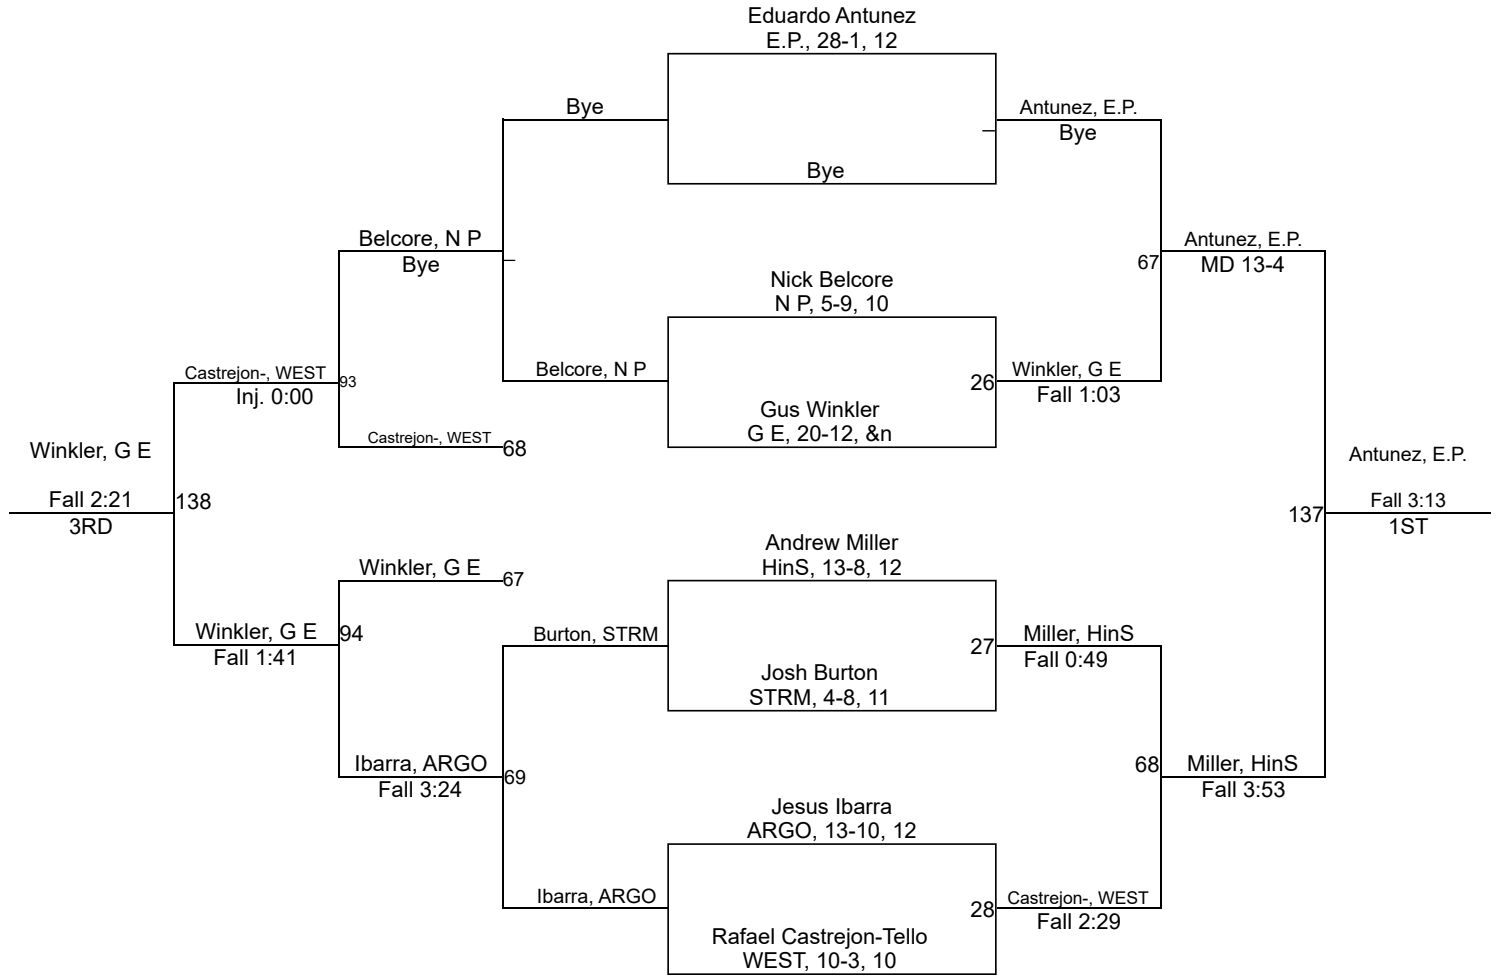 Eduardo Antunez
E.P., 28-1, 12
Bye
Antunez, E.P.
Bye
Bye
Belcore, N P
Bye
Antunez, E.P.
67
MD 13-4
Nick Belcore
N P, 5-9, 10
Belcore, N P
26
Winkler, G E
Fall 1:03
Castrejon-, WEST
93
Inj. 0:00
Gus Winkler
G E, 20-12, &n
Castrejon-, WEST
68
Winkler, G E
Antunez, E.P.
Fall 2:21
138
3RD
137
Fall 3:13
1ST
Andrew Miller
HinS, 13-8, 12
Winkler, G E
67
Winkler, G E
94
Fall 1:41
Burton, STRM
27
Miller, HinS
Fall 0:49
Josh Burton
STRM, 4-8, 11
Ibarra, ARGO
69
Fall 3:24
68
Miller, HinS
Fall 3:53
Jesus Ibarra
ARGO, 13-10, 12
Ibarra, ARGO
28
Castrejon-, WEST
Fall 2:29
Rafael Castrejon-Tello
WEST, 10-3, 10